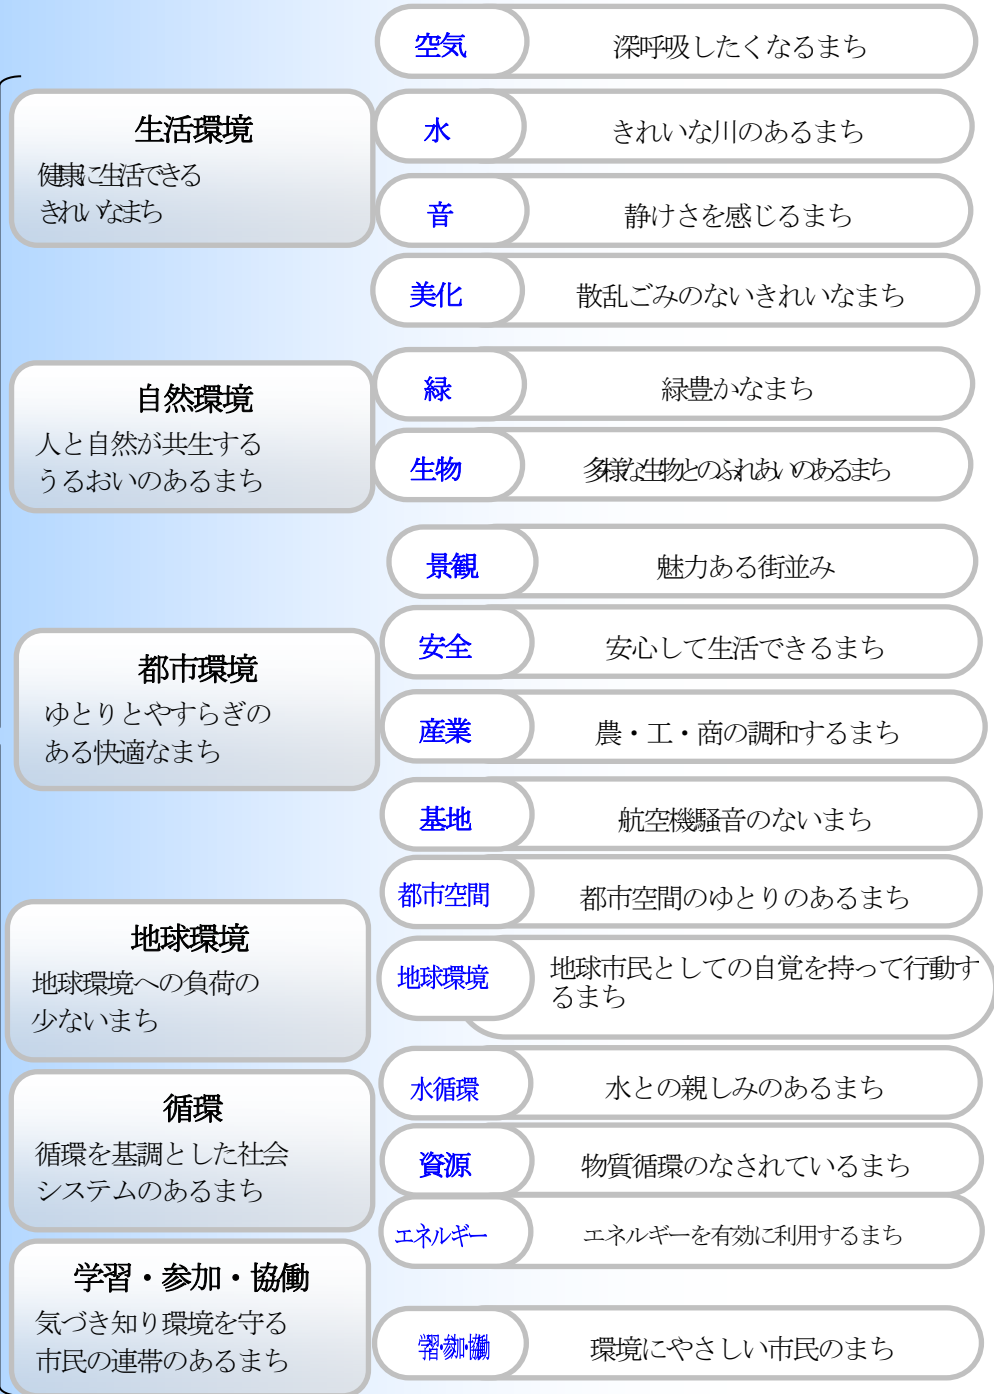 生活環境
健康に生活できる
きれいなまち
空気
深呼吸したくなるまち
水
きれいな川のあるまち
音
静けさを感じるまち
美化
散乱ごみのないきれいなまち
自然環境
人と自然が共生する
うるおいのあるまち
緑
緑豊かなまち
生物
多様な生物とのふれあいのあるまち
都市環境
ゆとりとやすらぎの
ある快適なまち
景観
魅力ある街並み
安全
安心して生活できるまち
産業
農・工・商の調和するまち
基地
航空機騒音のないまち
都市空間
都市空間のゆとりのあるまち
地球環境
地球環境への負荷の
少ないまち
地球環境
地球市民としての自覚を持って行動す
るまち
循環
循環を基調とした社会
システムのあるまち
水循環
水との親しみのあるまち
資源
物質循環のなされているまち
エネルギー
エネルギーを有効に利用するまち
学習・参加・協働
気づき知り環境を守る
市民の連帯のあるまち
学習・参加・協働
環境にやさしい市民のまち